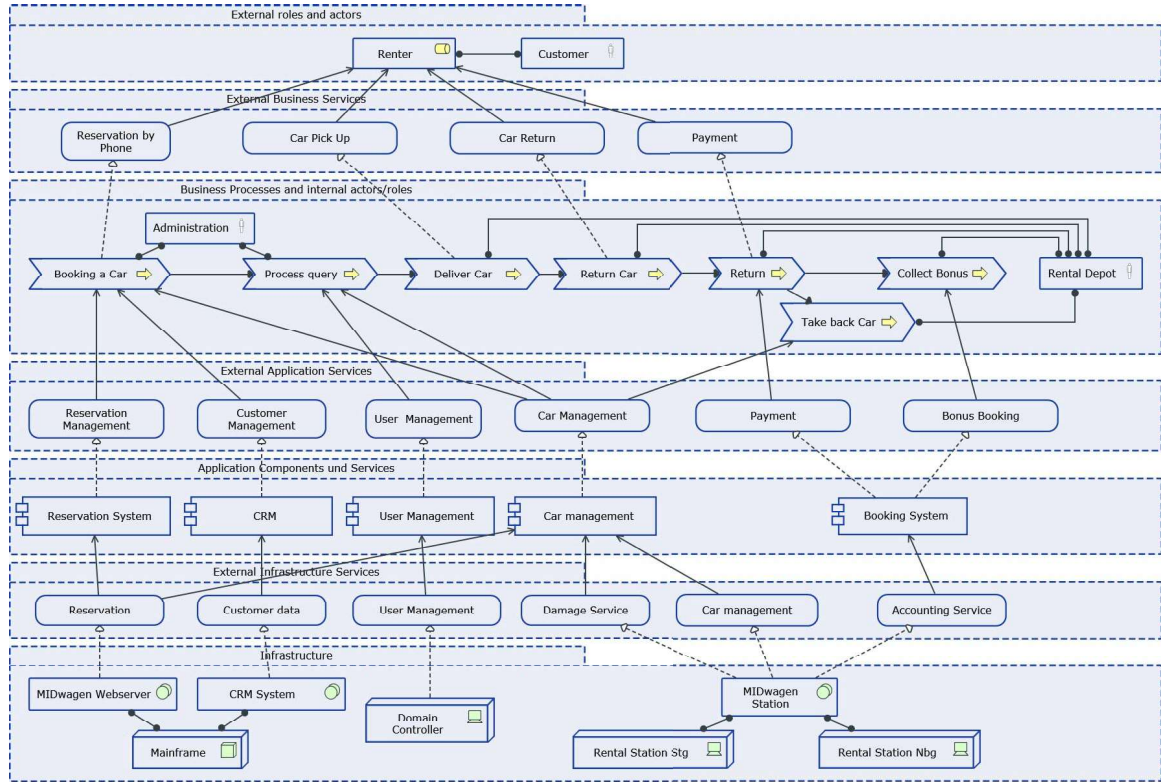 External roles and actors
Renter
Customer
External Business Services
Reservation by
Phone
Car Pick Up
Car Return
Payment
Business Processes and internal actors/roles
Administration
Booking a Car
Process query
Deliver Car
Return Car
Return
Collect Bonus
Rental Depot
Take back Car
External Application Services
Reservation
Management
Customer
Management
User Management
Car Management
Payment
Bonus Booking
Application Components und Services
Reservation System
CRM
User Management
Car management
Booking System
External Infrastructure Services
Reservation
Customer data
User Management
Damage Service
Car management
Accounting Service
Infrastructure
MIDwagen Webserver
CRM System
Domain
Controller
MIDwagen
Station
Mainframe
Rental Station Stg
Rental Station Nbg